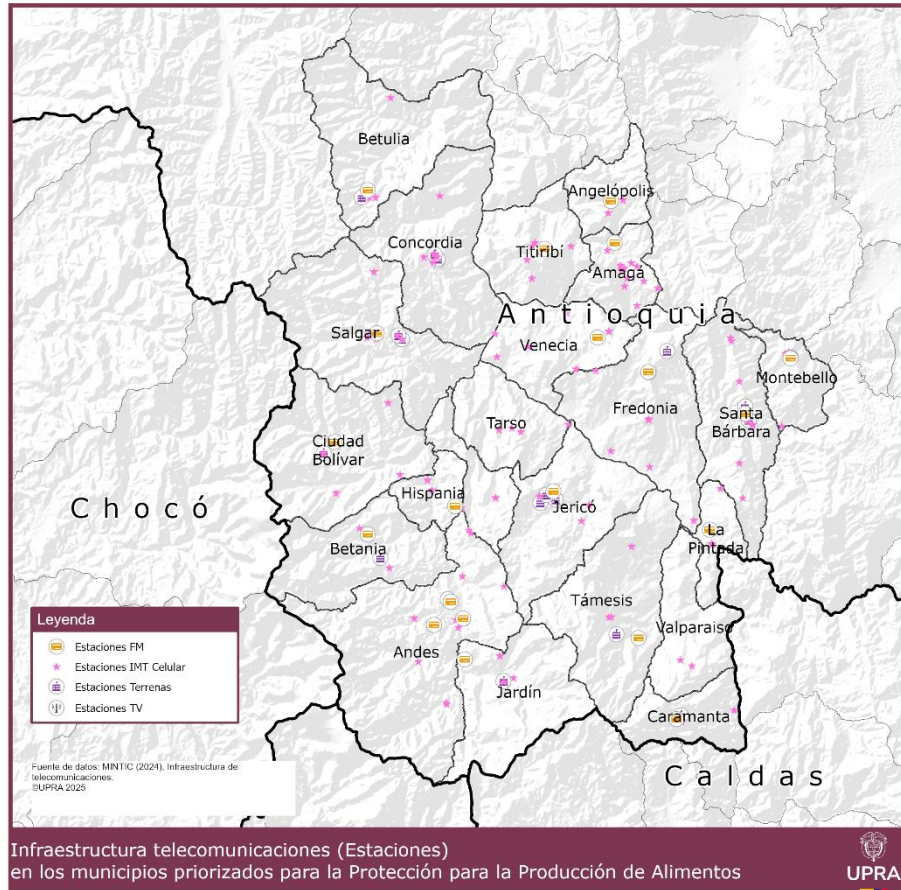 Betulia
Angelópolis
Concordia
Titiribí
Amagá
Antioquia
Salgar
Venecia
Montebello
Fredonia
Santa
Bárbara
Tarso
Ciudad
Bolívar
Hispania
Chocó
Jericó
La
Pintada
Betania
Támesis
Valparaiso
Andes
Jardín
Caramanta
Caldas
Leyenda
Estaciones FM
Estaciones IMT Celular
Estaciones Terrenas
Estaciones TV
Fuente de datos: MINTIC (2024), Infraestructura de
telecomunicaciones.
©UPRA 2025
Infraestructura telecomunicaciones (Estaciones)
en los municipios priorizados para la Protección para la Producción de Alimentos
UPRA